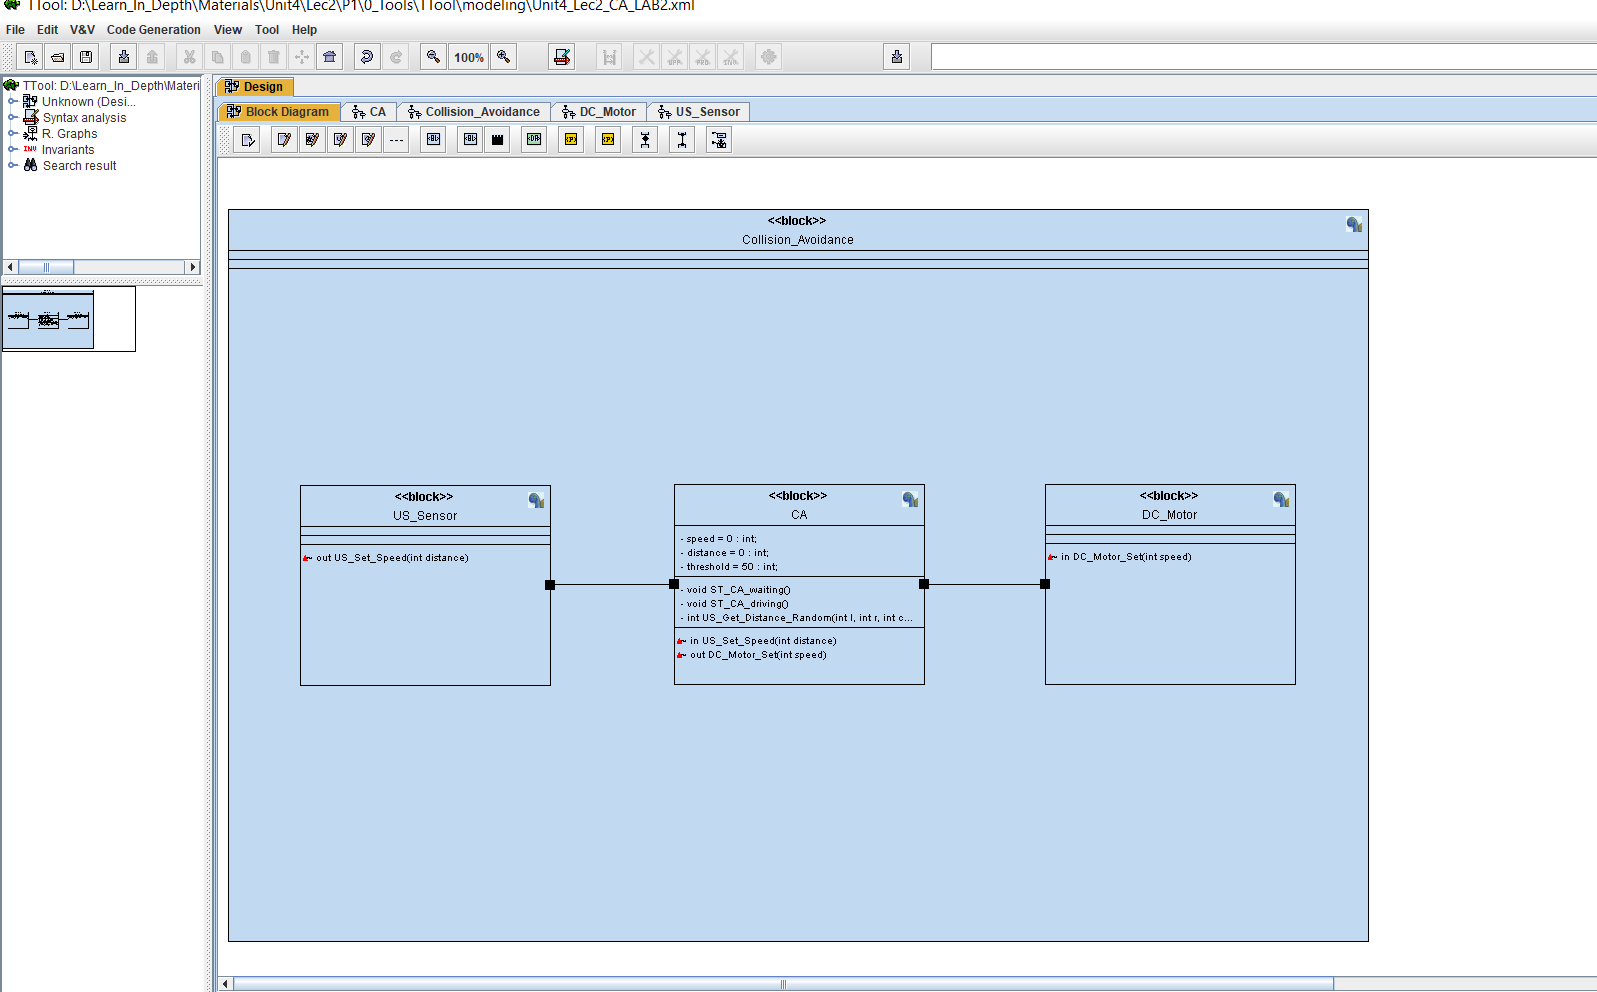 TTool: D:\Learn_In_Depth\Materials\Unit4\Lec2\P1\0_Tools\TTool\modeling\Unit4_Lec2_CA_LAB2.xml
File Edit V&V Code Generation View Tool Help
100%
TTool: D:\Learn_In_Depth\Materi
Unknown (Desi...
Syntax analysis
R. Graphs
INV Invariants
Search result
Design
Block Diagram CA Collision_Avoidance DC_Motor US_Sensor
<<block>>
Collision_Avoidance
<<block>>
US_Sensor
out US_Set_Speed(int distance)
<<block>>
CA
- speed = 0 : int;
- distance = 0 : int;
- threshold = 50 : int;
- void ST_CA_waiting()
- void ST_CA_driving()
- int US_Get_Distance_Random(int l, int r, int c...
in US_Set_Speed(int distance)
out DC_Motor_Set(int speed)
<<block>>
DC_Motor
in DC_Motor_Set(int speed)